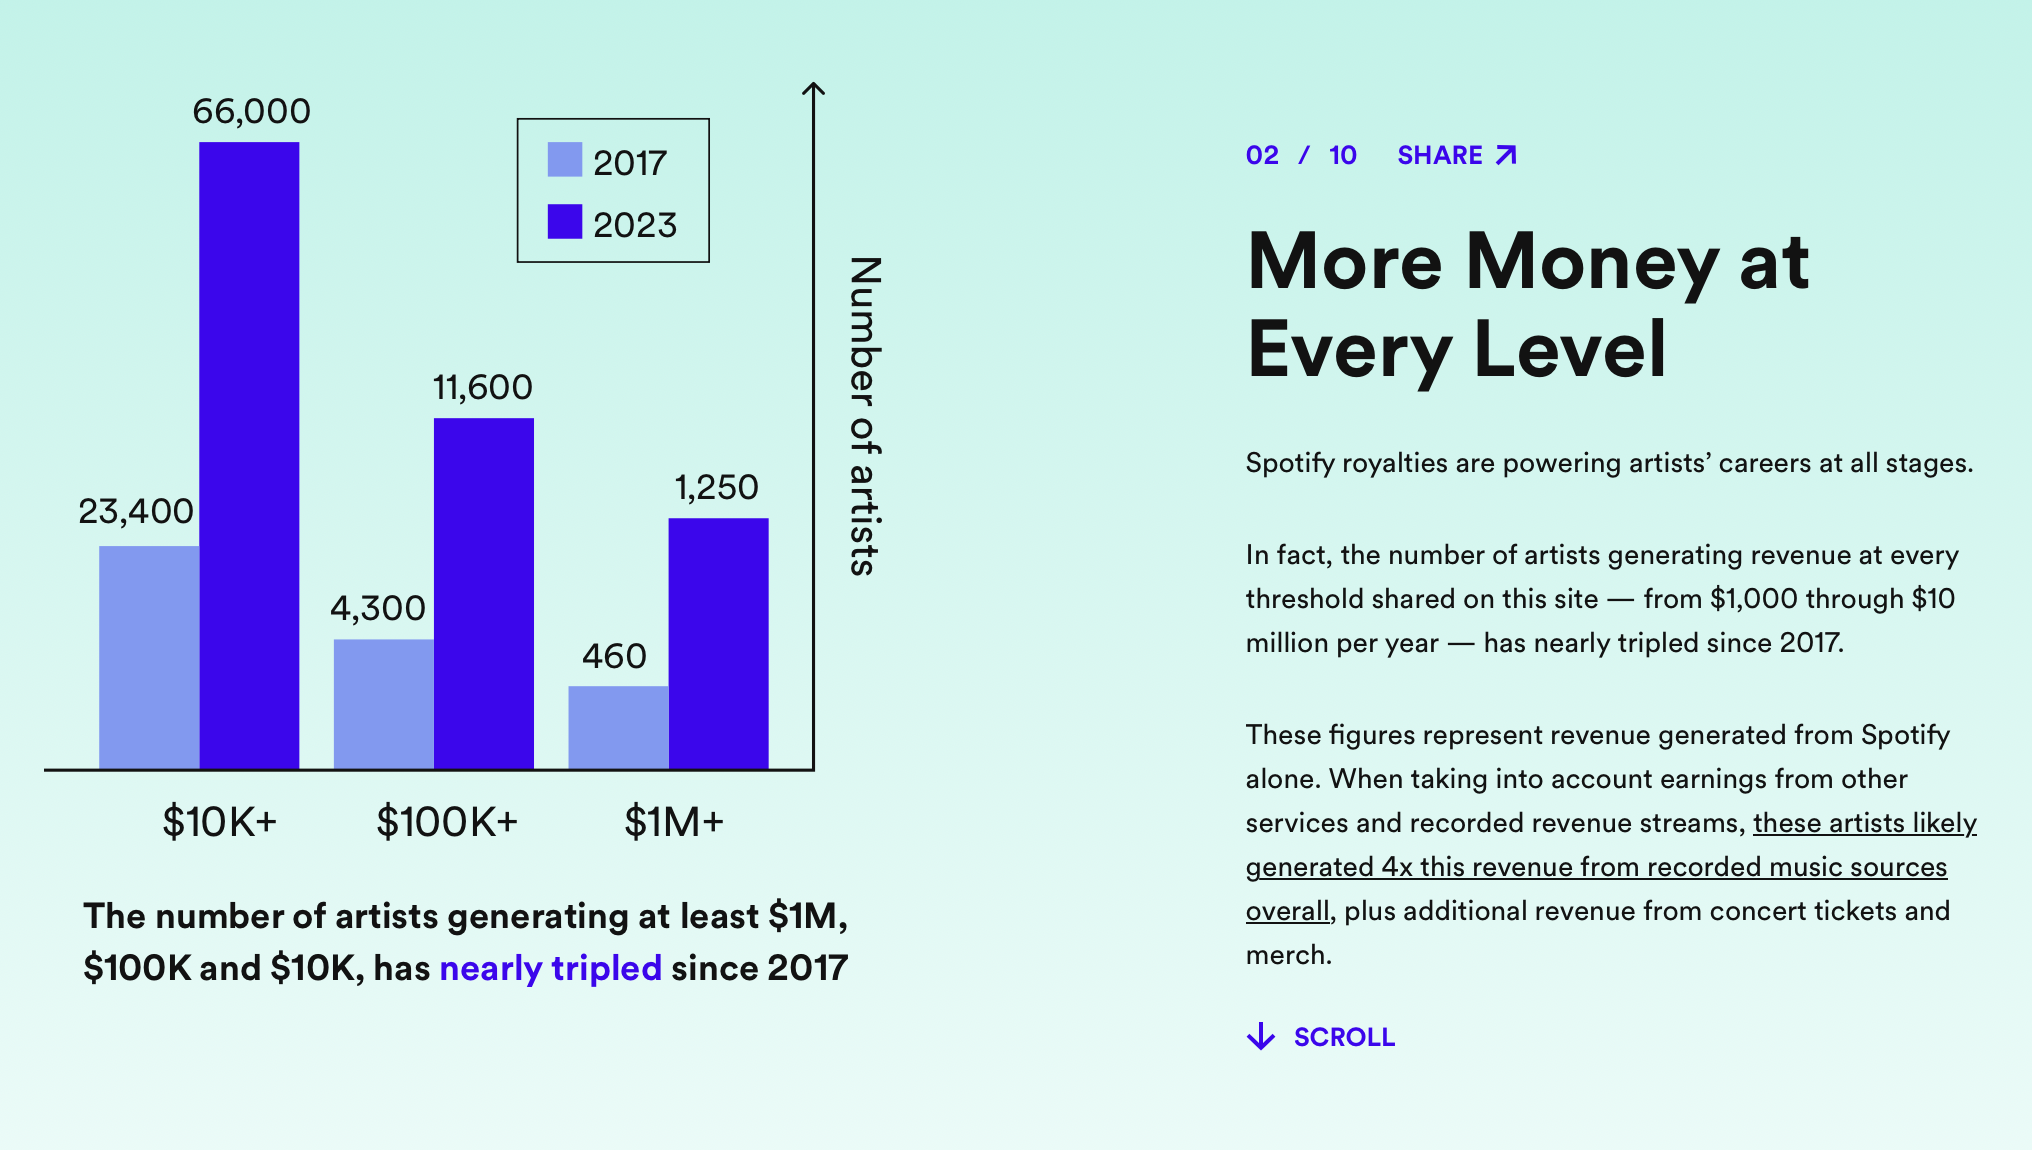 66,000
2017
2023
11,600
1,250
23,400
4,300
460
Number of artists
$10K+
$100K+
$1M+
The number of artists generating at least $1M,
$100K and $10K, has nearly tripled since 2017
02 / 10 SHARE
More Money at
Every Level
Spotify royalties are powering artists’ careers at all stages.
In fact, the number of artists generating revenue at every
threshold shared on this site — from $1,000 through $10
million per year — has nearly tripled since 2017.
These figures represent revenue generated from Spotify
alone. When taking into account earnings from other
services and recorded revenue streams, these artists likely
generated 4x this revenue from recorded music sources
overall, plus additional revenue from concert tickets and
merch.
SCROLL